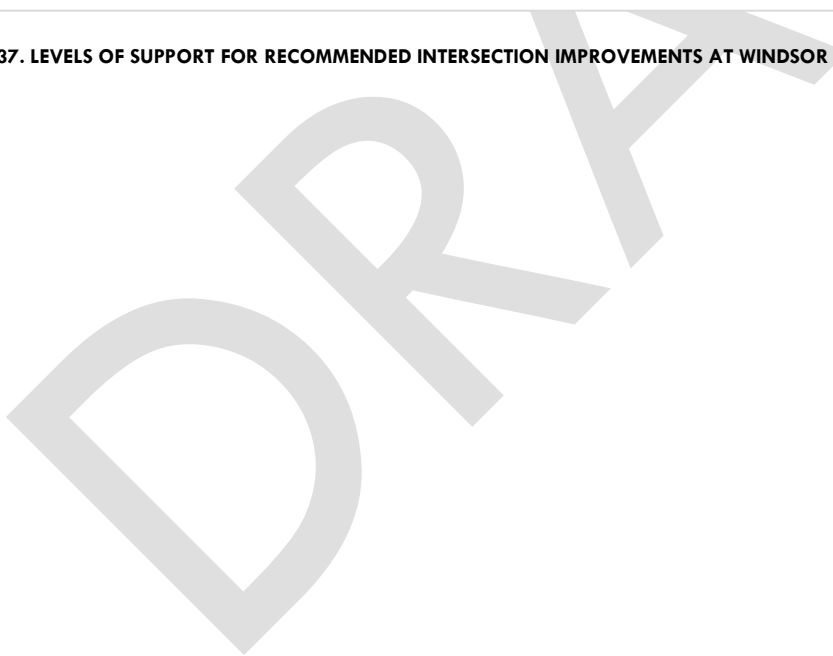 37. LEVELS OF SUPPORT FOR RECOMMENDED INTERSECTION IMPROVEMENTS AT WINDSOR
DRA